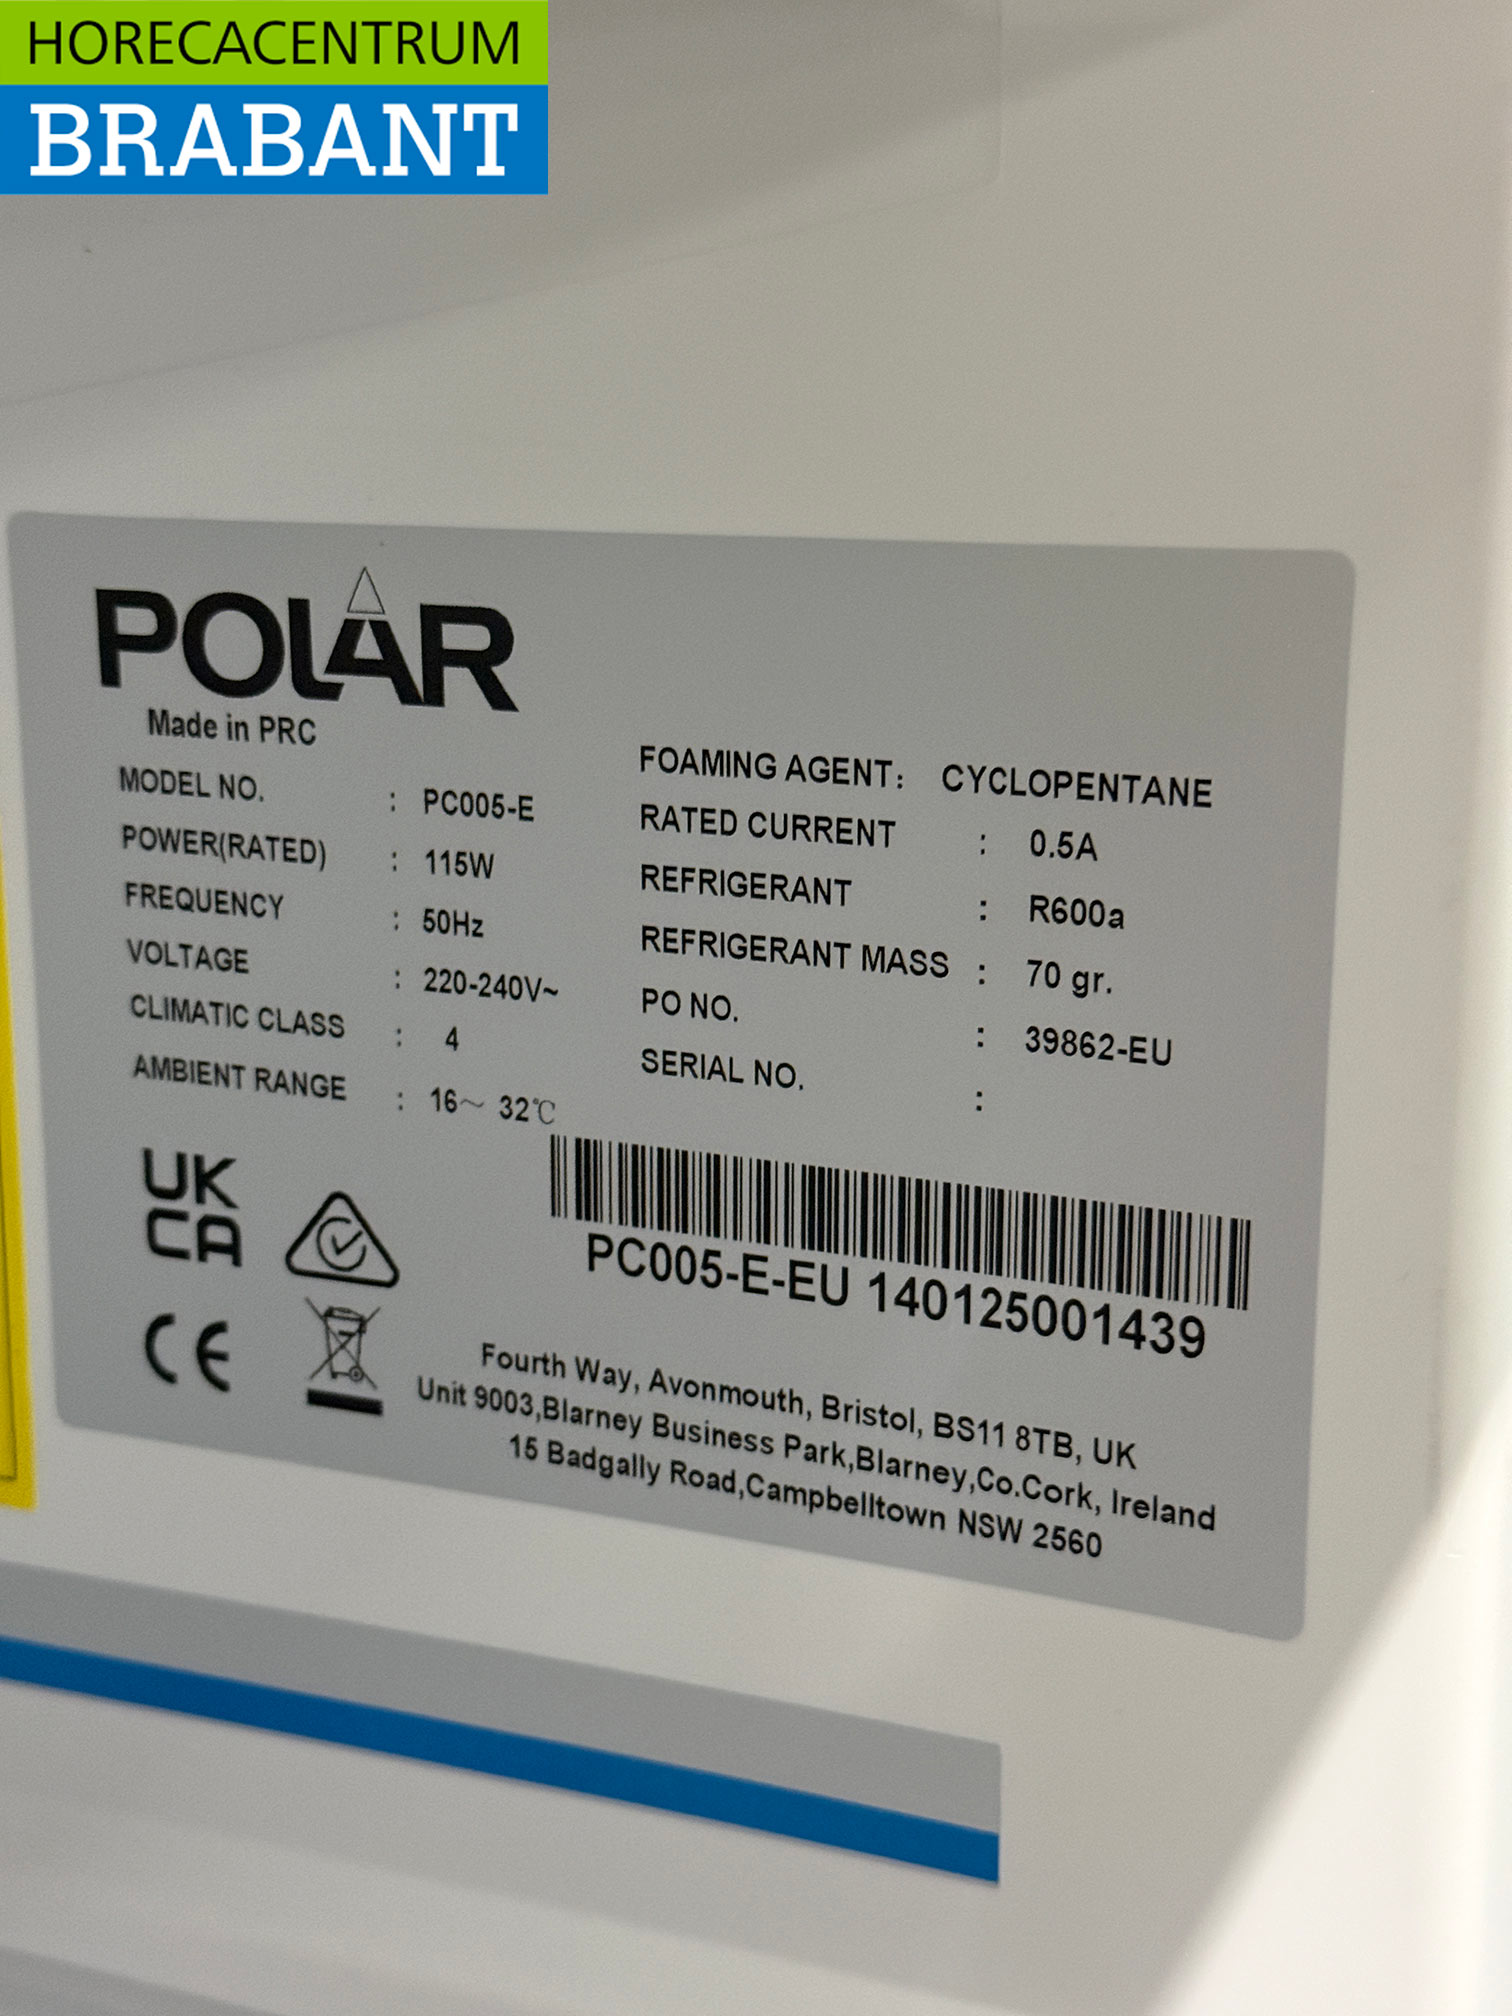 HORECACENTRUM
BRABANT
POLAR
Made in PRC
MODEL NO. : PC005-E
POWER(RATED) : 115W
FREQUENCY : 50Hz
VOLTAGE : 220-240V~
CLIMATIC CLASS : 4
AMBIENT RANGE : 16～ 32℃
FOAMING AGENT: CYCLOPENTANE
RATED CURRENT : 0.5A
REFRIGERANT : R600a
REFRIGERANT MASS : 70 gr.
PO NO. : 39862-EU
SERIAL NO. :
UK
CA
CE
PC005-E-EU 140125001439
Fourth Way, Avonmouth, Bristol, BS11 8TB, UK
Unit 9003,Blarney Business Park,Blarney,Co.Cork, Ireland
15 Badgally Road,Campbelltown NSW 2560